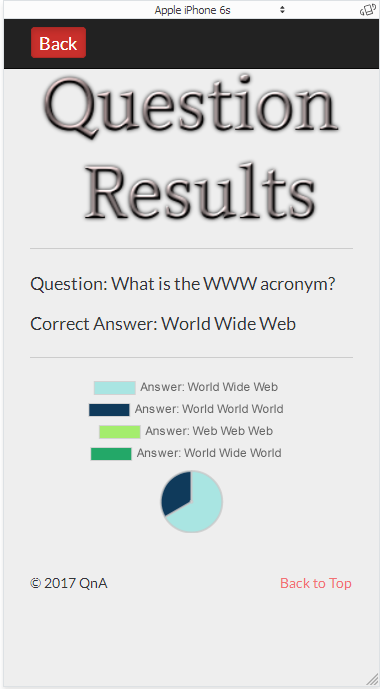 Apple iPhone 6s
Back
Question
Results
Question: What is the WWW acronym?
Correct Answer: World Wide Web
Answer: World Wide Web
Answer: World World World
Answer: Web Web Web
Answer: World Wide World
© 2017 QnA
Back to Top